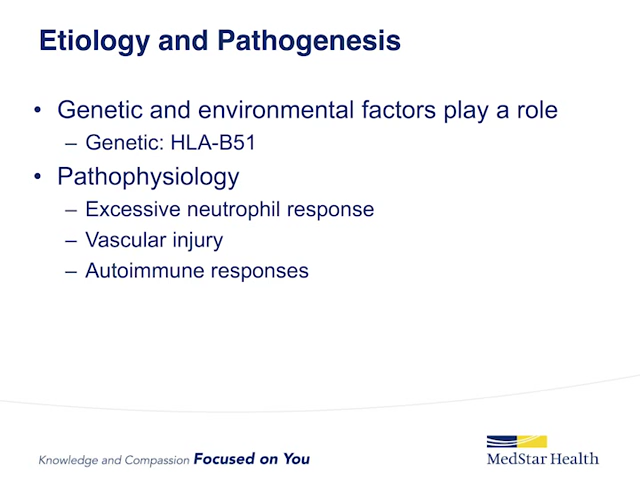 Etiology and Pathogenesis
• Genetic and environmental factors play a role
– Genetic: HLA-B51
• Pathophysiology
– Excessive neutrophil response
– Vascular injury
– Autoimmune responses
Knowledge and Compassion Focused on You
MedStar Health